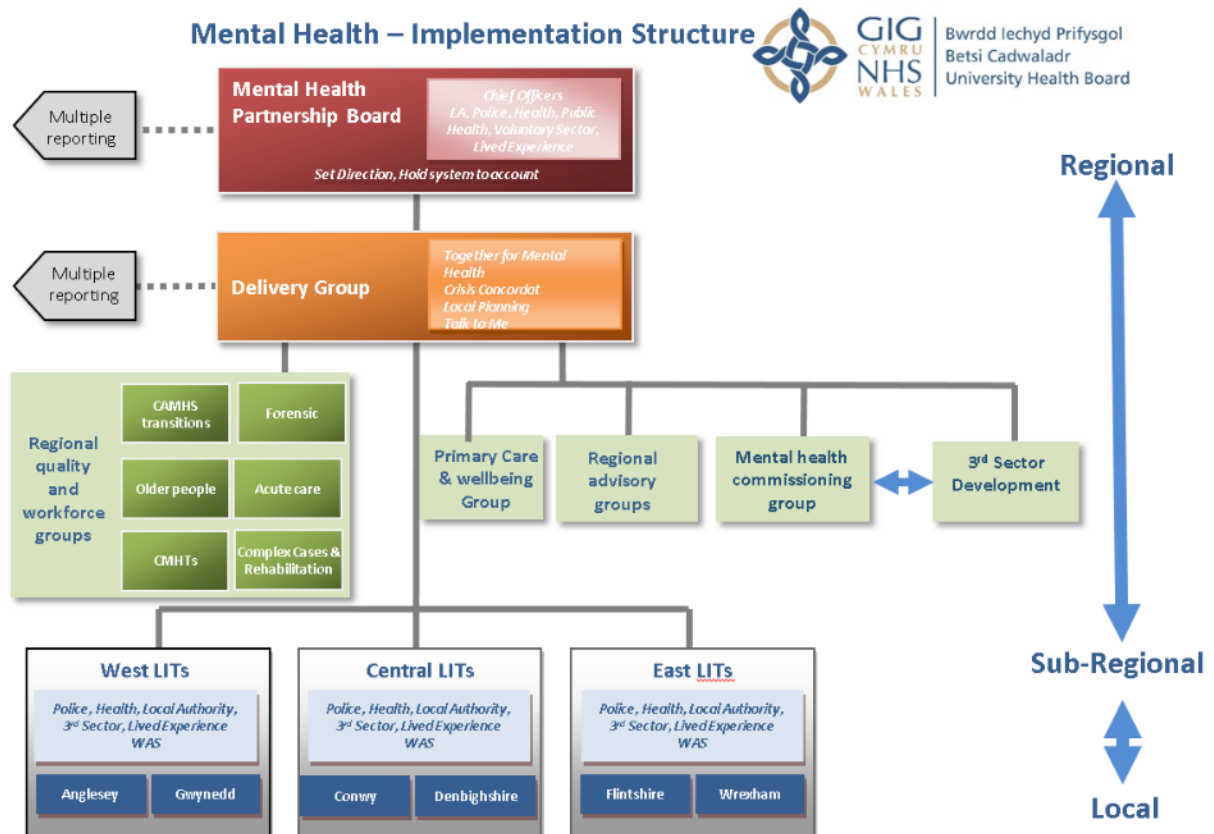 Mental Health – Implementation Structure
GIG
CYMRU
NHS
WALES
Bwrdd Iechyd Prifysgol
Betsi Cadwaladr
University Health Board
Multiple
reporting
Mental Health
Partnership Board
Chief Officers
LA, Police, Health, Public
Health, Voluntary Sector,
Lived Experience
Set Direction, Hold system to account
Regional
Multiple
reporting
Delivery Group
Together for Mental
Health
Crisis Concordat
Local Planning
Talk to Me
Regional
quality
and
workforce
groups
CAMHS
transitions
Forensic
Older people
Acute care
CMHTs
Complex Cases &
Rehabilitation
Primary Care
& wellbeing
Group
Regional
advisory
groups
Mental health
commissioning
group
3rd Sector
Development
Sub-Regional
West LITs
Police, Health, Local Authority,
3rd Sector, Lived Experience
WAS
Anglesey
Gwynedd
Central LITs
Police, Health, Local Authority,
3rd Sector, Lived Experience
WAS
Conwy
Denbighshire
East LITs
Police, Health, Local Authority,
3rd Sector, Lived Experience
WAS
Flintshire
Wrexham
Local